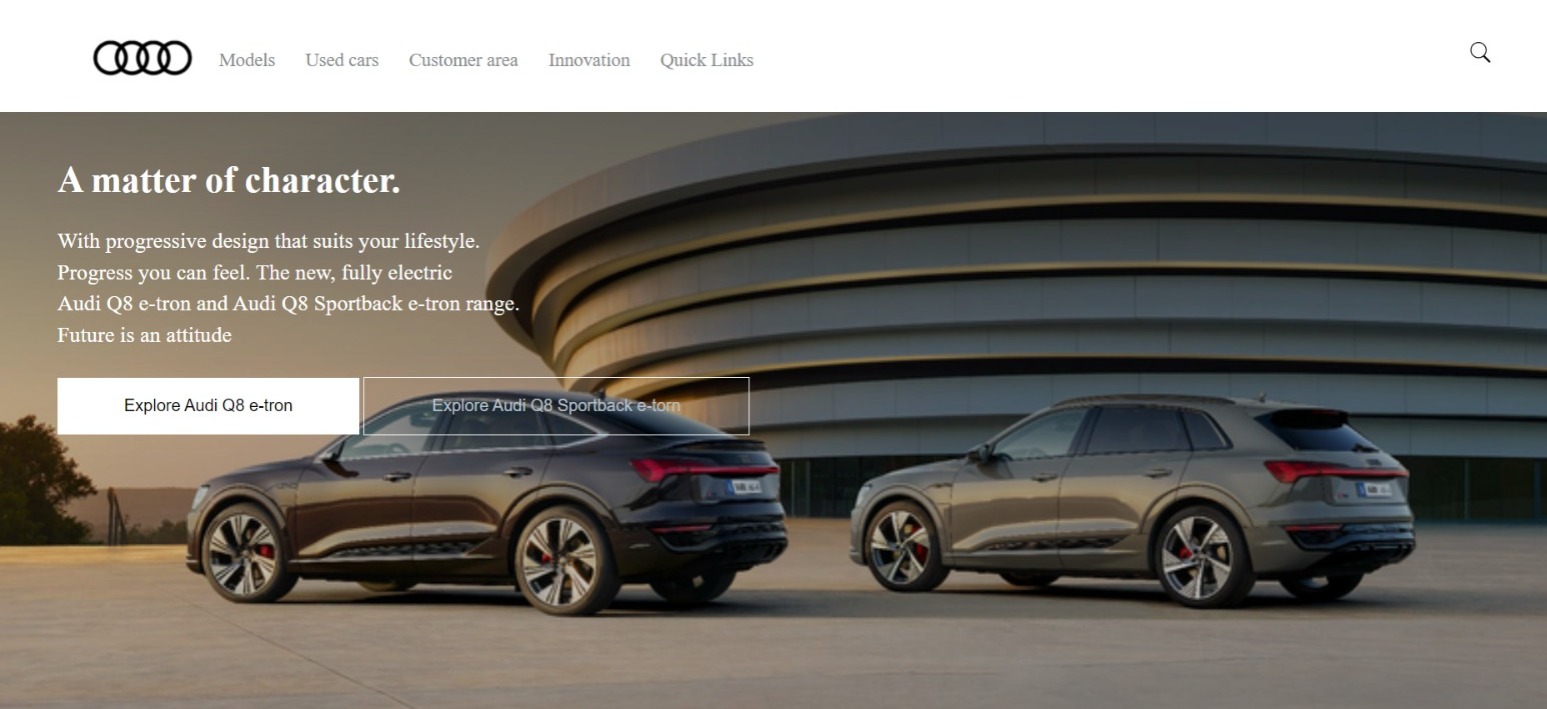 Models Used cars Customer area Innovation Quick Links
A matter of character.
With progressive design that suits your lifestyle.
Progress you can feel. The new, fully electric
Audi Q8 e-tron and Audi Q8 Sportback e-tron range.
Future is an attitude
Explore Audi Q8 e-tron Explore Audi Q8 Sportback e-torn